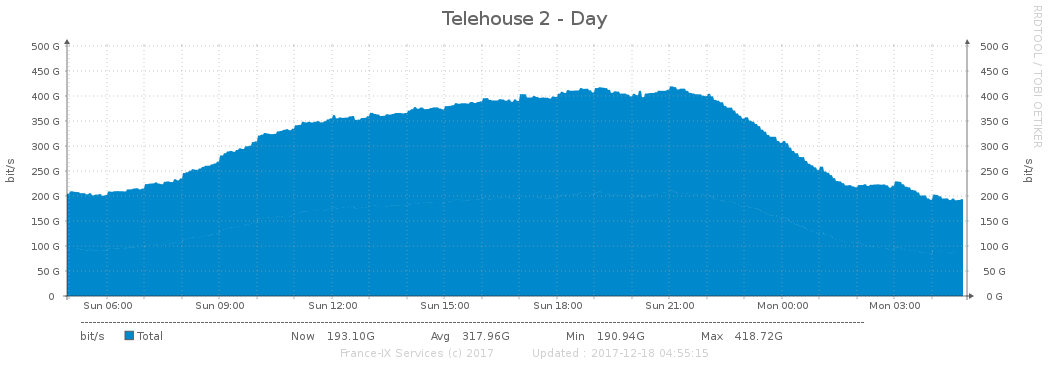 Telehouse 2 - Day
RRDTOOL / TOBI OETIKER
500 G 500 G
450 G 450 G
400 G 400 G
350 G 350 G
300 G 300 G
250 G 250 G
200 G 200 G
150 G 150 G
100 G 100 G
50 G 50 G
0 0 G
bit/s bit/s
Sun 06:00 Sun 09:00 Sun 12:00 Sun 15:00 Sun 18:00 Sun 21:00 Mon 00:00 Mon 03:00
bit/s Total Now 193.10G Avg 317.96G Min 190.94G Max 418.72G
France-IX Services (c) 2017 Updated : 2017-12-18 04:55:15